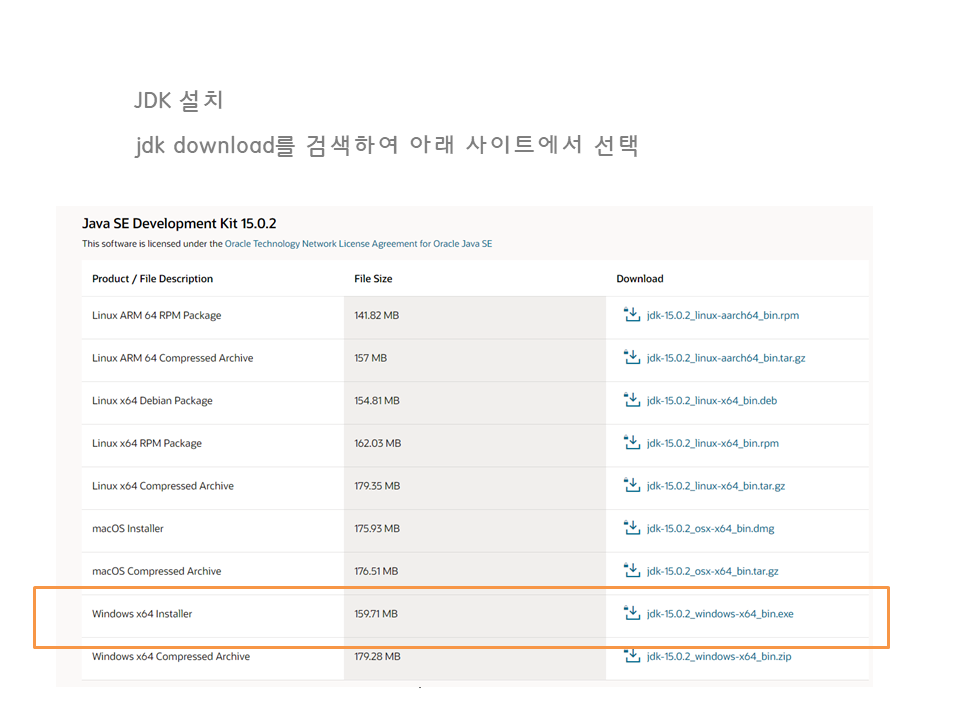 JDK 설치
jdk download를 검색하여 아래 사이트에서 선택
Java SE Development Kit 15.0.2
This software is licensed under the Oracle Technology Network License Agreement for Oracle Java SE
Product / File Description File Size Download
Linux ARM 64 RPM Package 141.82 MB jdk-15.0.2_linux-aarch64_bin.rpm
Linux ARM 64 Compressed Archive 157 MB jdk-15.0.2_linux-aarch64_bin.tar.gz
Linux x64 Debian Package 154.81 MB jdk-15.0.2_linux-x64_bin.deb
Linux x64 RPM Package 162.03 MB jdk-15.0.2_linux-x64_bin.rpm
Linux x64 Compressed Archive 179.35 MB jdk-15.0.2_linux-x64_bin.tar.gz
macOS Installer 175.93 MB jdk-15.0.2_osx-x64_bin.dmg
macOS Compressed Archive 176.51 MB jdk-15.0.2_osx-x64_bin.tar.gz
Windows x64 Installer 159.71 MB jdk-15.0.2_windows-x64_bin.exe
Windows x64 Compressed Archive 179.28 MB jdk-15.0.2_windows-x64_bin.zip